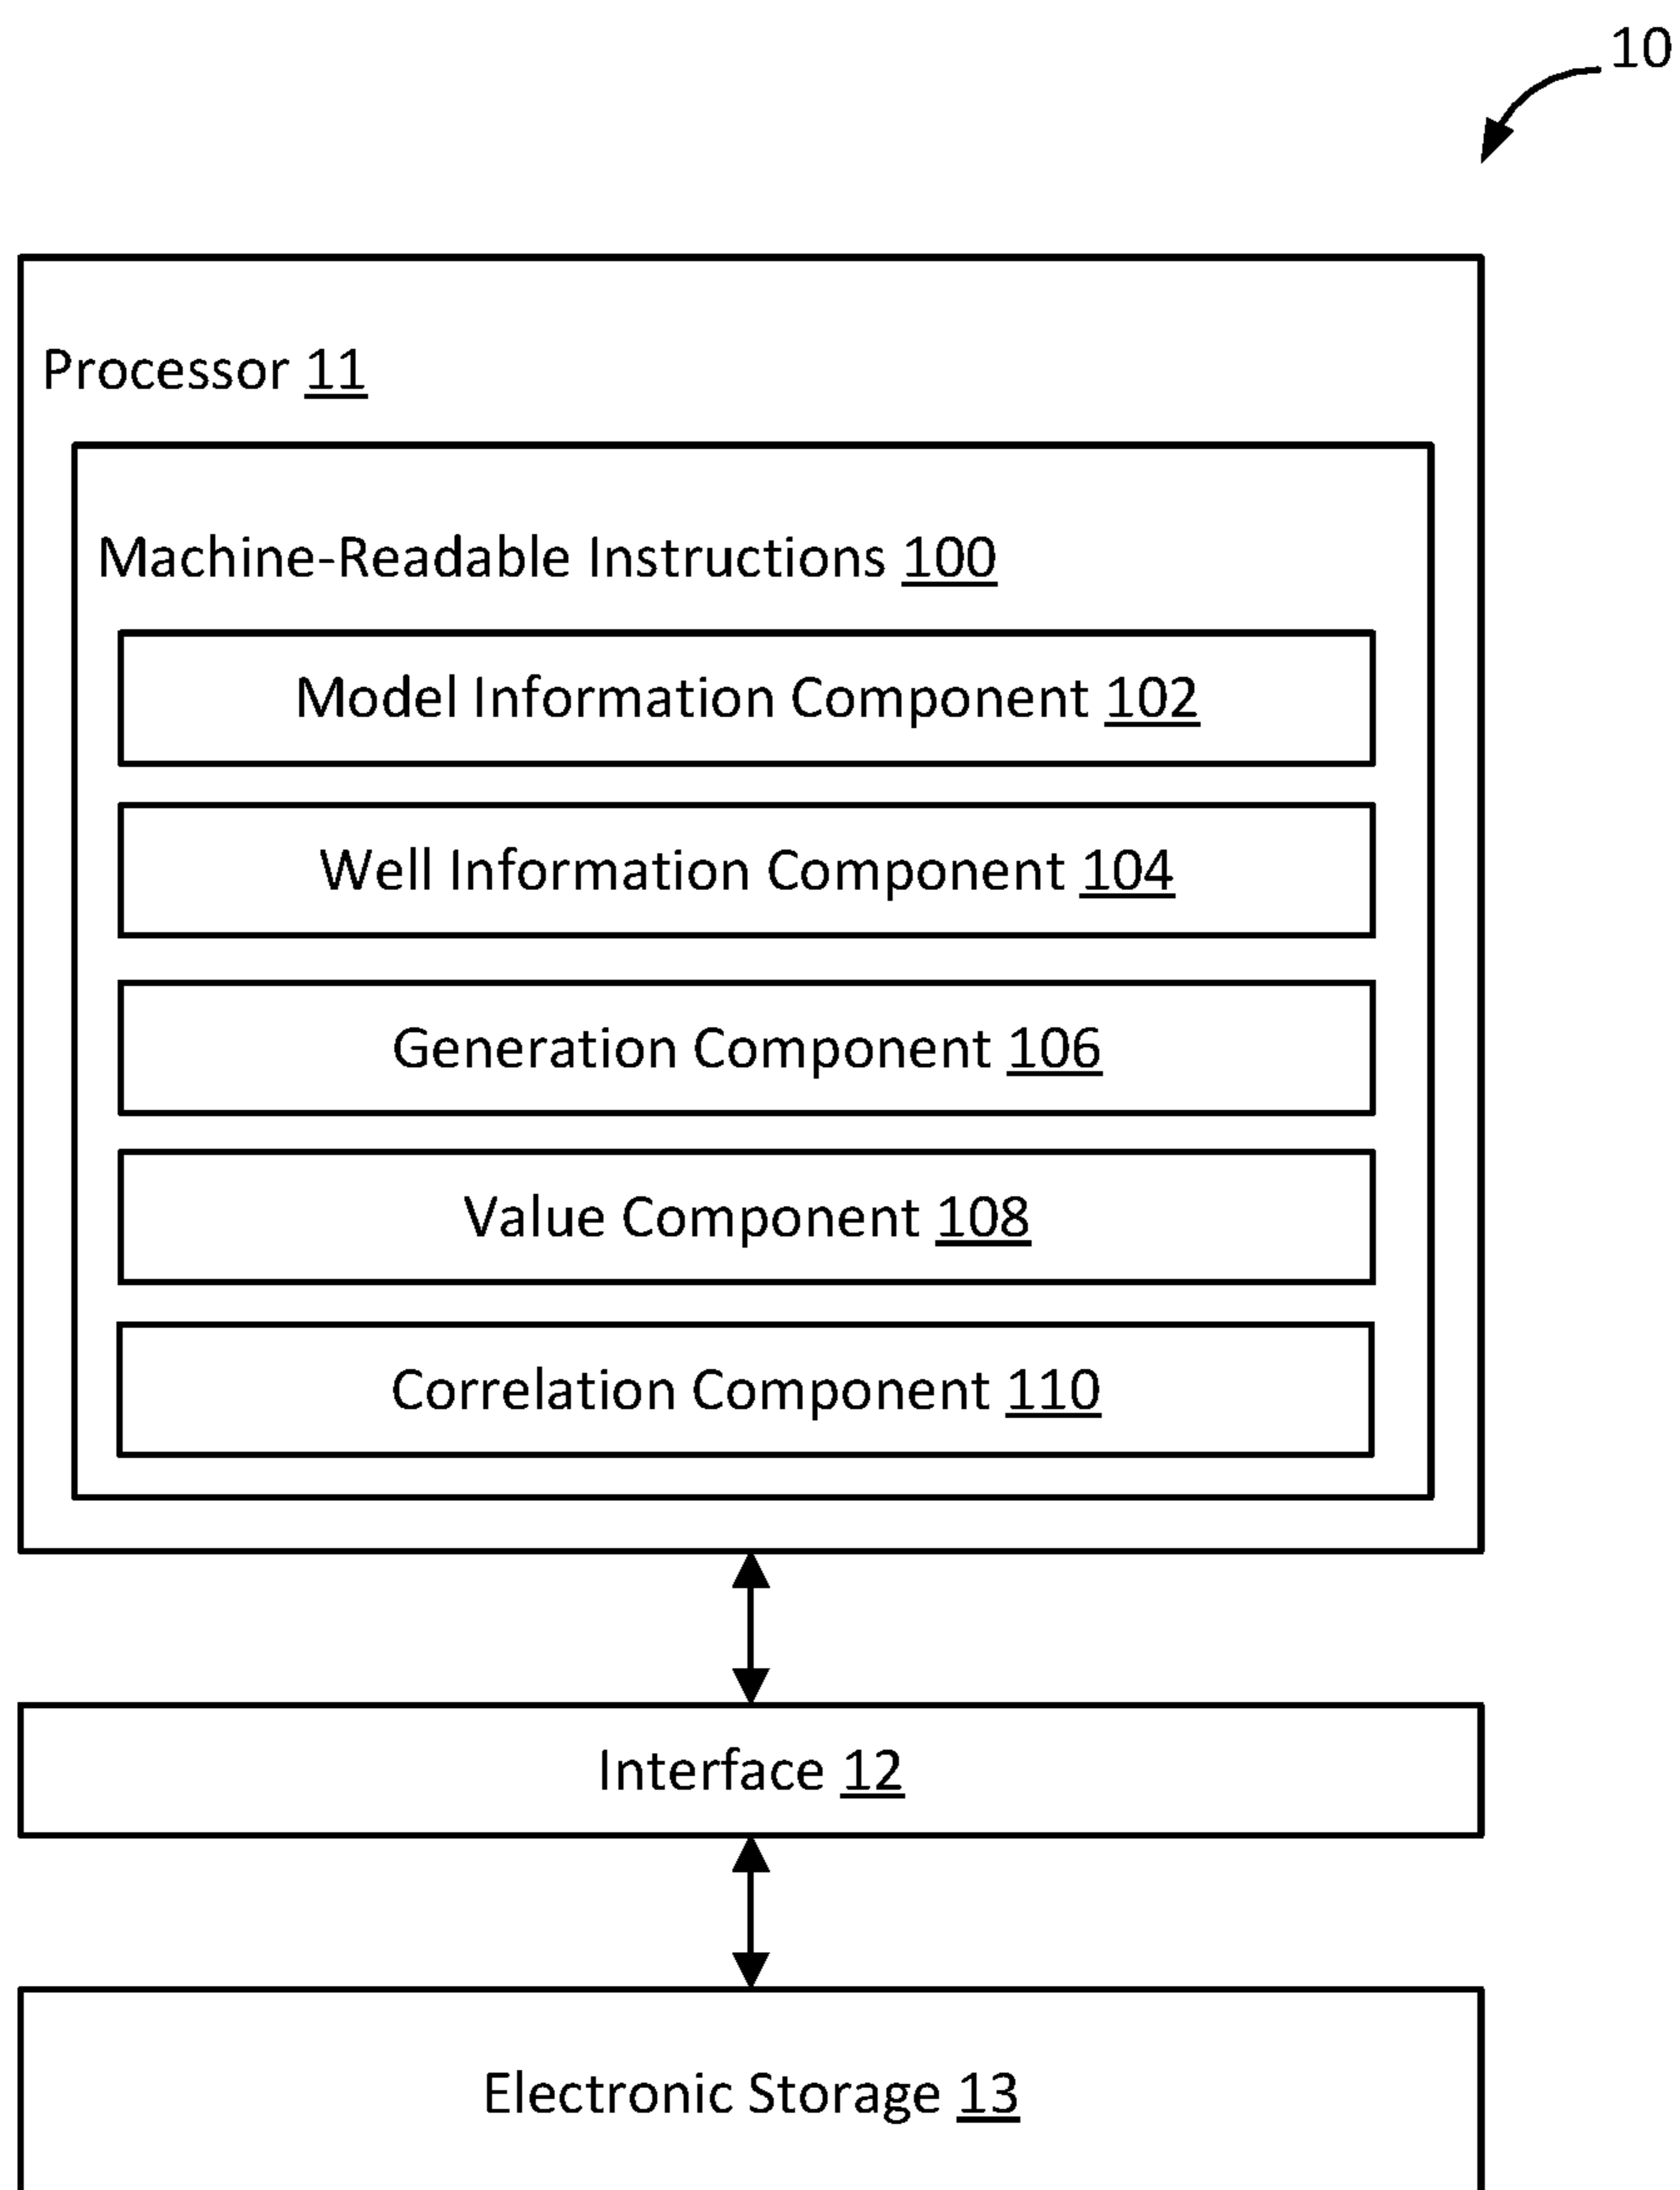 10
Processor 11
Machine-Readable Instructions 100
Model Information Component 102
Well Information Component 104
Generation Component 106
Value Component 108
Correlation Component 110
Interface 12
Electronic Storage 13